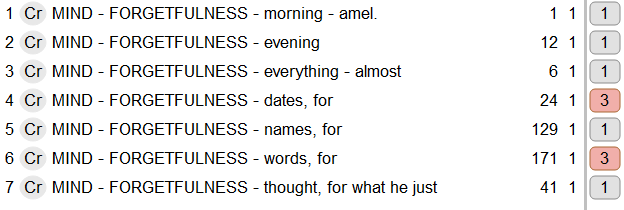 1 Cr MIND - FORGETFULNESS - morning - amel. 1 1 1
2 Cr MIND - FORGETFULNESS - evening 12 1 1
3 Cr MIND - FORGETFULNESS - everything - almost 6 1 1
4 Cr MIND - FORGETFULNESS - dates, for 24 1 3
5 Cr MIND - FORGETFULNESS - names, for 129 1 1
6 Cr MIND - FORGETFULNESS - words, for 171 1 3
7 Cr MIND - FORGETFULNESS - thought, for what he just 41 1 1